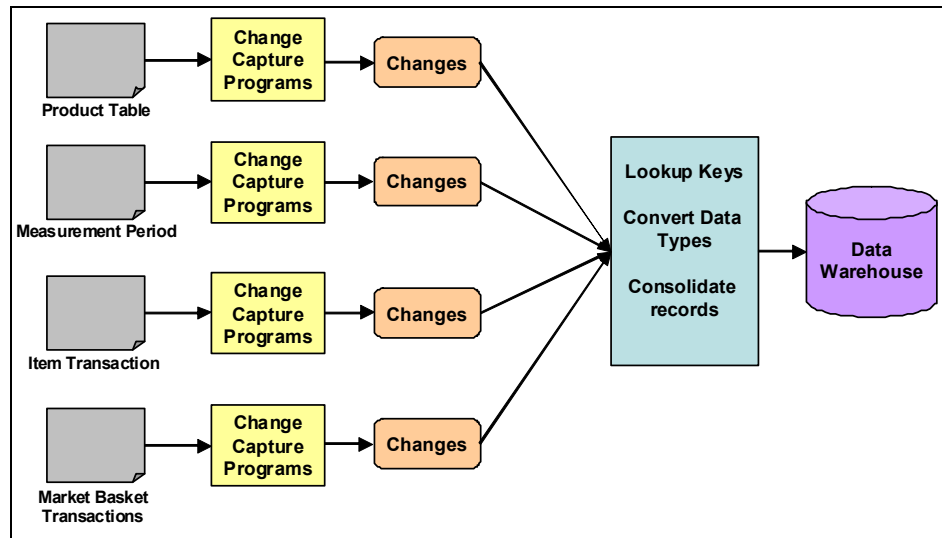 Change
Capture
Programs
Changes
Product Table
Change
Capture
Programs
Changes
Measurement Period
Change
Capture
Programs
Changes
Item Transaction
Change
Capture
Programs
Changes
Market Basket
Transactions
Lookup Keys
Convert Data
Types
Consolidate
records
Data
Warehouse